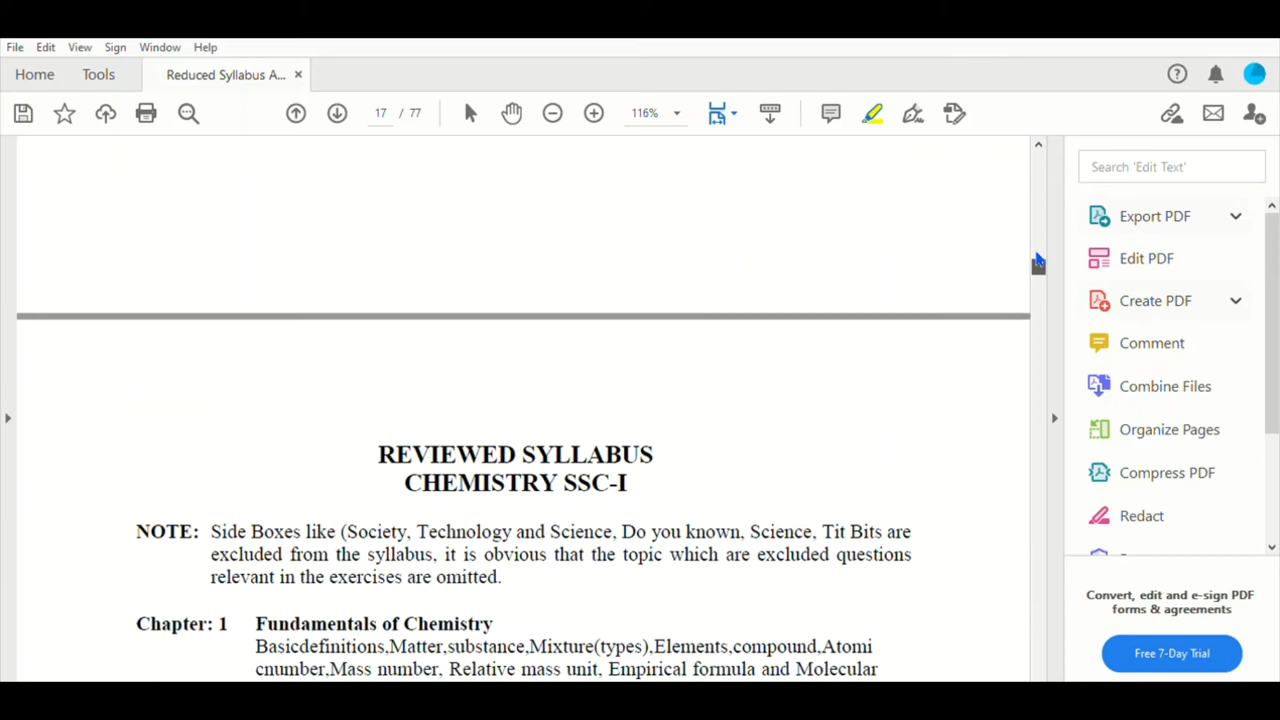 File Edit View Sign Window Help
Home Tools Reduced Syllabus A... ×
17 / 77 116%
Search 'Edit Text'
Export PDF
Edit PDF
Create PDF
Comment
Combine Files
Organize Pages
Compress PDF
Redact
Convert, edit and e-sign PDF
forms & agreements
Free 7-Day Trial
REVIEWED SYLLABUS
CHEMISTRY SSC-I
NOTE: Side Boxes like (Society, Technology and Science, Do you known, Science, Tit Bits are
excluded from the syllabus, it is obvious that the topic which are excluded questions
relevant in the exercises are omitted.
Chapter: 1 Fundamentals of Chemistry
Basicdefinitions,Matter,substance,Mixture(types),Elements,compound,Atomi
cnumber,Mass number, Relative mass unit, Empirical formula and Molecular